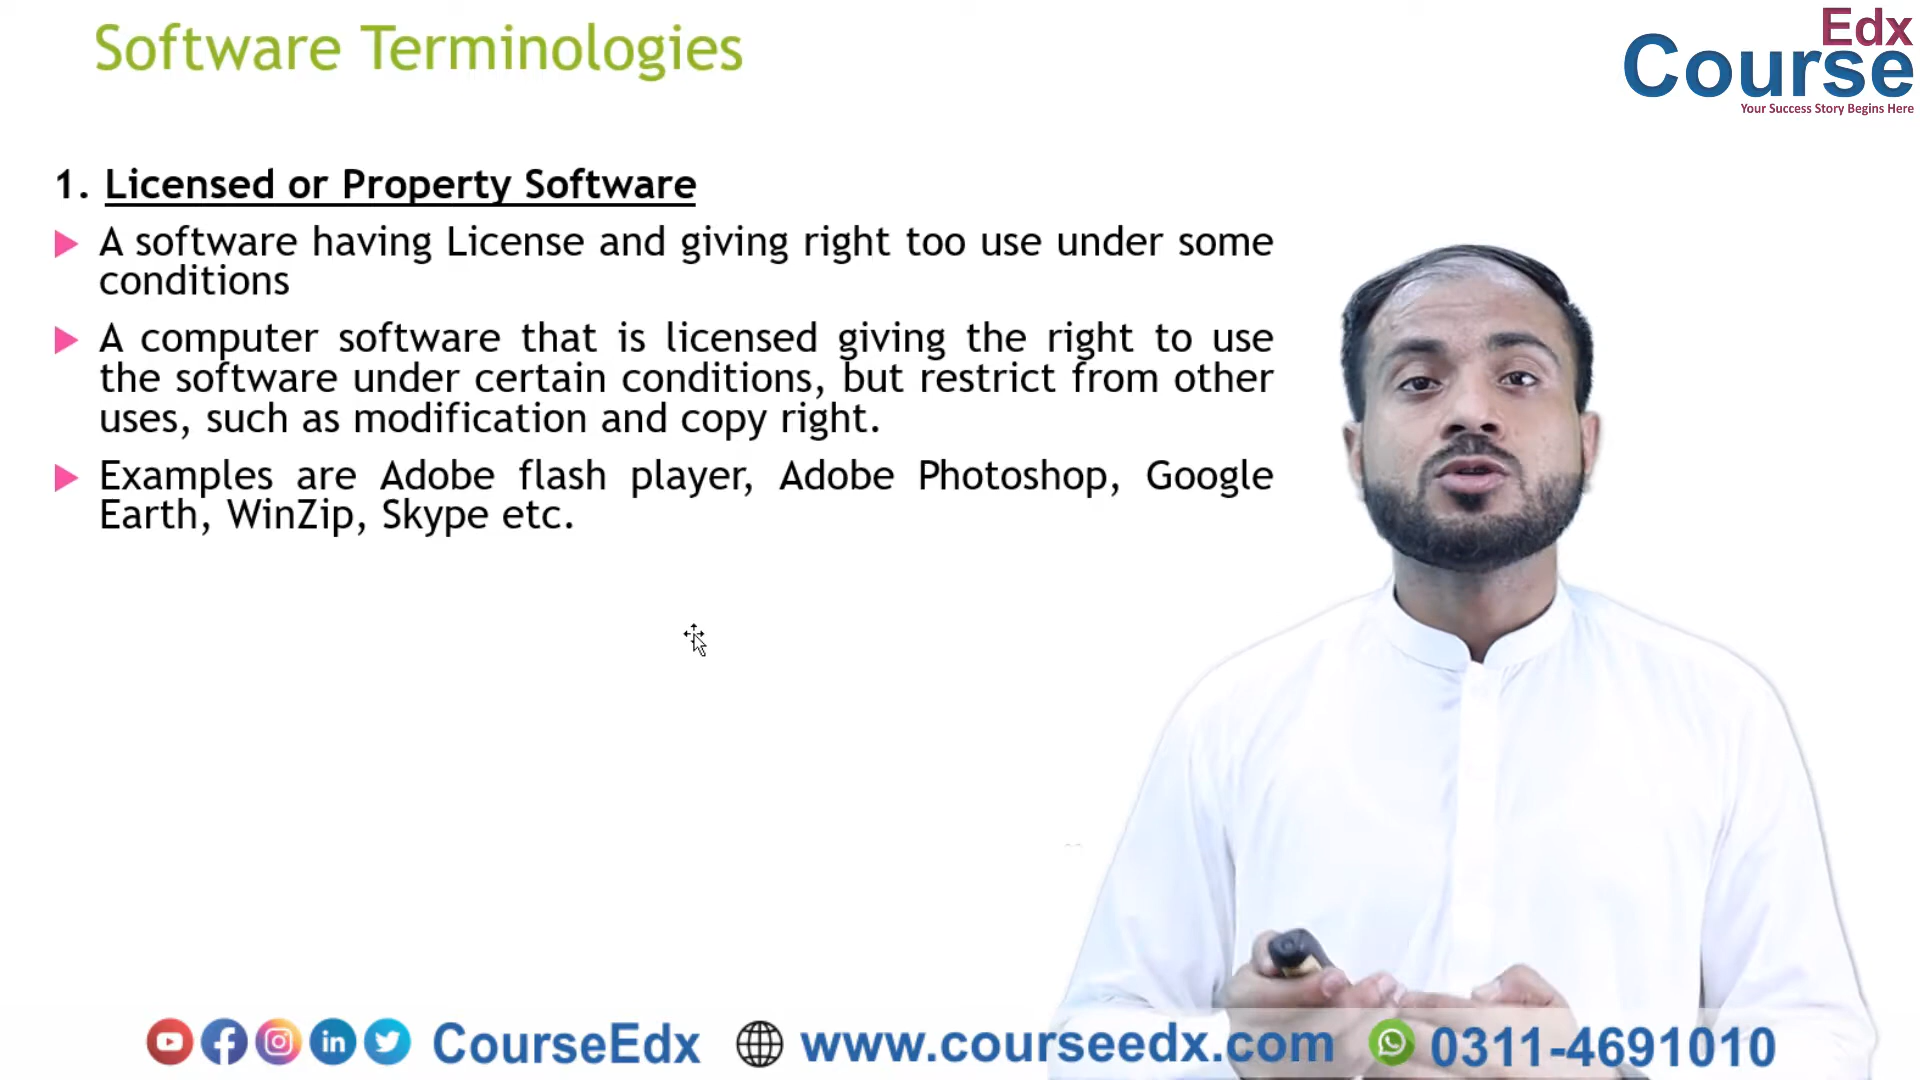 Software Terminologies
Edx
Course
Your Success Story Begins Here
1. Licensed or Property Software
A software having License and giving right too use under some
conditions
A computer software that is licensed giving the right to use
the software under certain conditions, but restrict from other
uses, such as modification and copy right.
Examples are Adobe flash player, Adobe Photoshop, Google
Earth, WinZip, Skype etc.
CourseEdx www.courseedx.com 0311-4691010